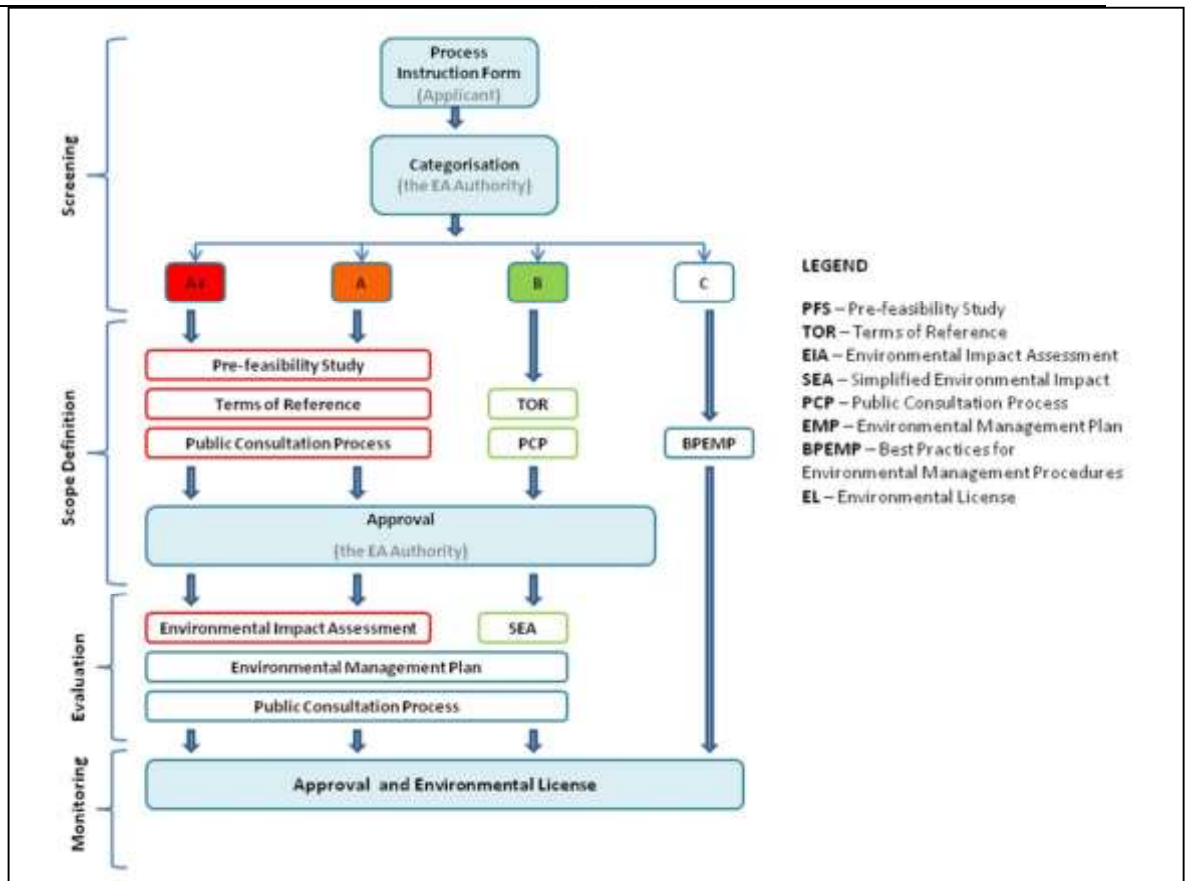 Process
Instruction Form
(Applicant)
Categorisation
(the EA Authority)
Screening
A+
A
B
C
Scope Definition
Pre-feasibility Study
Terms of Reference
TOR
Public Consultation Process
PCP
BPEMP
Approval
(the EA Authority)
Evaluation
Environmental Impact Assessment
SEA
Environmental Management Plan
Public Consultation Process
Monitoring
Approval and Environmental License
LEGEND
PFS – Pre-feasibility Study
TOR – Terms of Reference
EIA – Environmental Impact Assessment
SEA – Simplified Environmental Impact
PCP – Public Consultation Process
EMP – Environmental Management Plan
BPEMP – Best Practices for
Environmental Management Procedures
EL – Environmental License